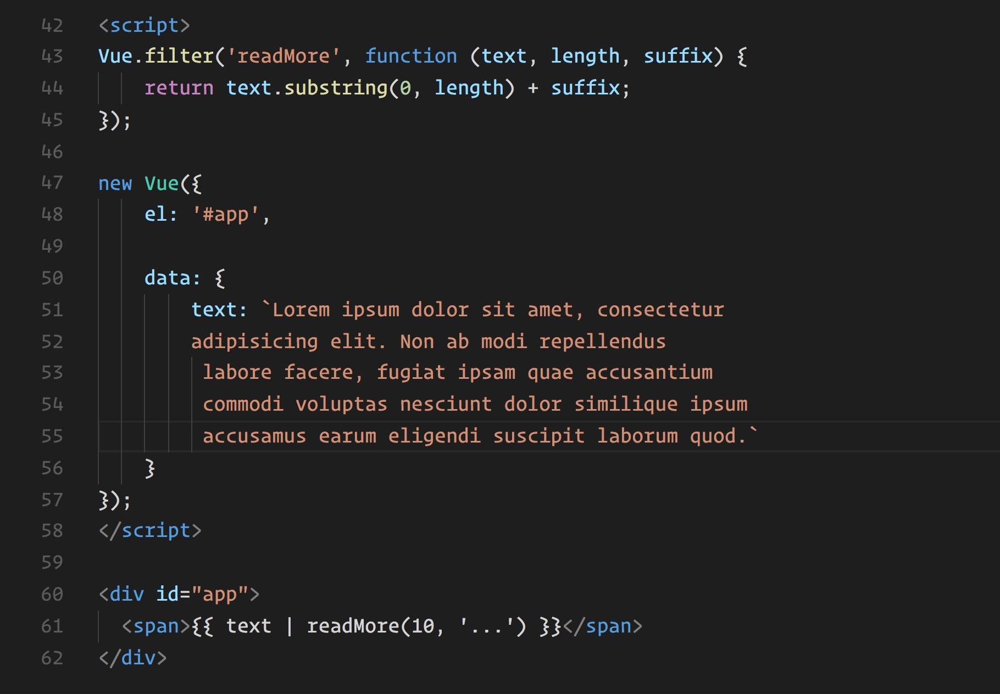 42 <script>
43 Vue.filter('readMore', function (text, length, suffix) {
44     return text.substring(0, length) + suffix;
45 });
46
47 new Vue({
48     el: '#app',
49
50     data: {
51         text: `Lorem ipsum dolor sit amet, consectetur
52         adipisicing elit. Non ab modi repellendus
53          labore facere, fugiat ipsam quae accusantium
54          commodi voluptas nesciunt dolor similique ipsum
55          accusamus earum eligendi suscipit laborum quod.`
56     }
57 });
58 </script>
59
60 <div id="app">
61   <span>{{ text | readMore(10, '...') }}</span>
62 </div>